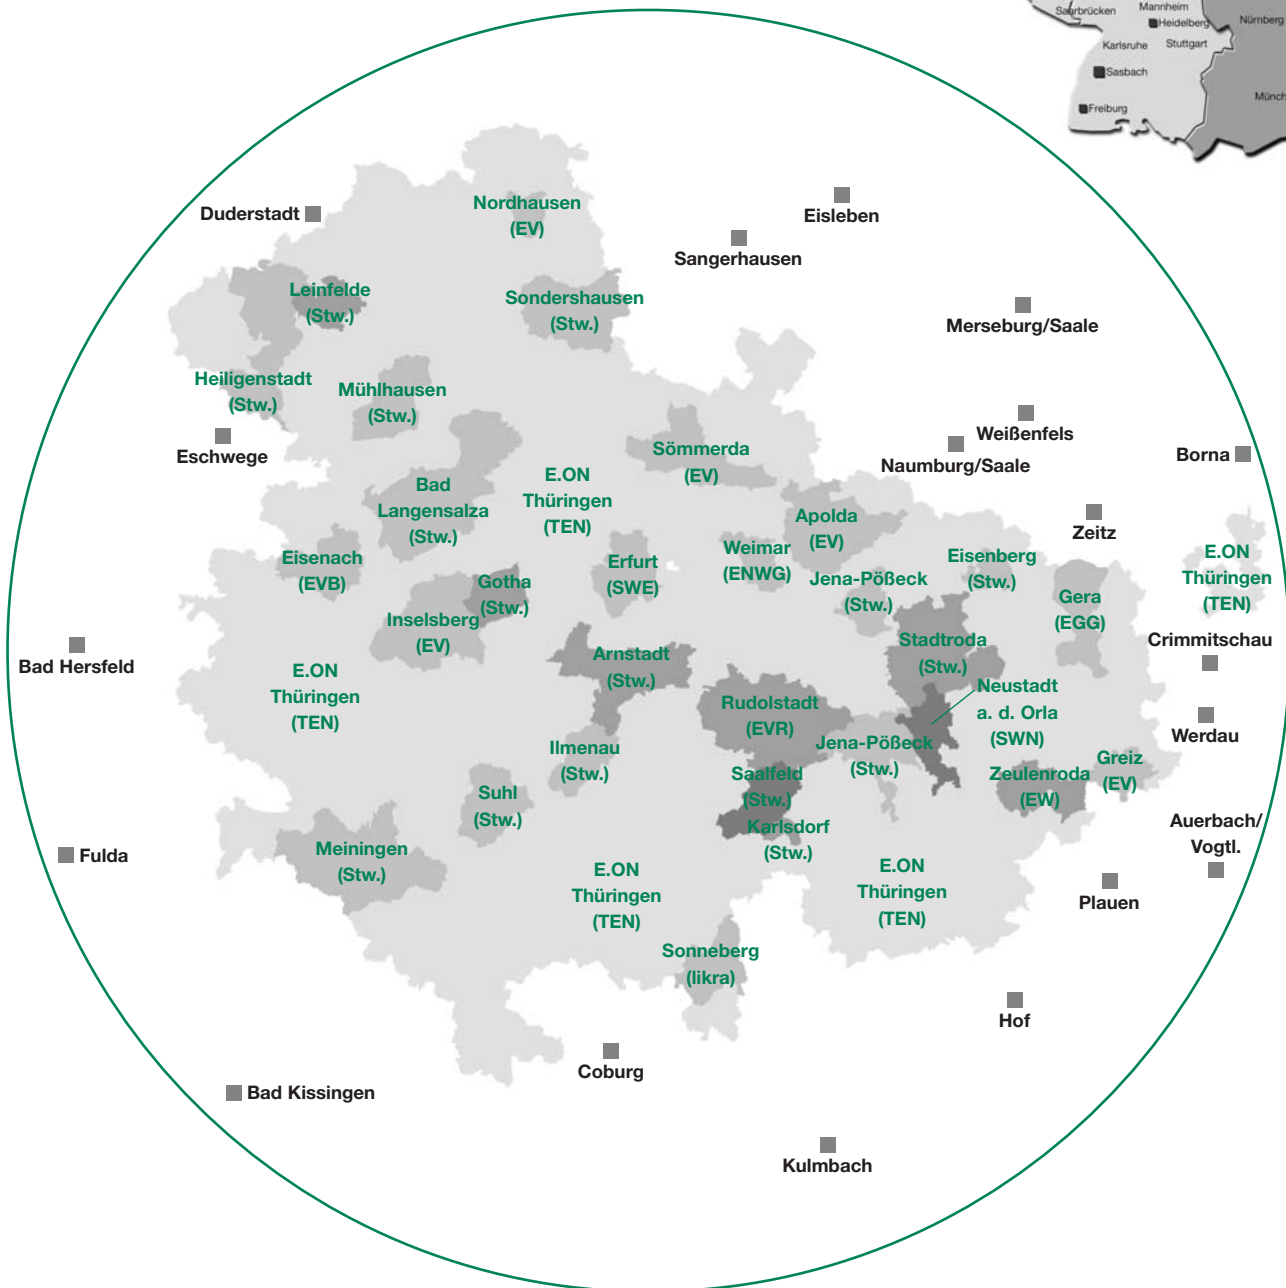 Saarbrücken
Mannheim
Heidelberg
Nürnberg
Karlsruhe
Stuttgart
Sasbach
Münch
Freiburg
Duderstadt
Nordhausen
(EV)
Eisleben
Sangerhausen
Leinfelde
(Stw.)
Sondershausen
(Stw.)
Merseburg/Saale
Heiligenstadt
(Stw.)
Mühlhausen
(Stw.)
Eschwege
Sömmerda
(EV)
Weißenfels
Naumburg/Saale
Borna
Bad
Langensalza
(Stw.)
E.ON
Thüringen
(TEN)
Apolda
(EV)
Zeitz
Eisenach
(EVB)
Gotha
(Stw.)
Erfurt
(SWE)
Weimar
(ENWG)
Jena-Pößeck
(Stw.)
Eisenberg
(Stw.)
Gera
(EGG)
E.ON
Thüringen
(TEN)
Inselsberg
(EV)
Bad Hersfeld
E.ON
Thüringen
(TEN)
Arnstadt
(Stw.)
Stadtroda
(Stw.)
Crimmitschau
Rudolstadt
(EVR)
Neustadt
a. d. Orla
(SWN)
Werdau
Ilmenau
(Stw.)
Jena-Pößeck
(Stw.)
Saalfeld
(Stw.)
Zeulenroda
(EW)
Greiz
(EV)
Suhl
(Stw.)
Karlsdorf
(Stw.)
Auerbach/
Vogtl.
Fulda
Meiningen
(Stw.)
E.ON
Thüringen
(TEN)
E.ON
Thüringen
(TEN)
Plauen
Sonneberg
(likra)
Hof
Coburg
Bad Kissingen
Kulmbach